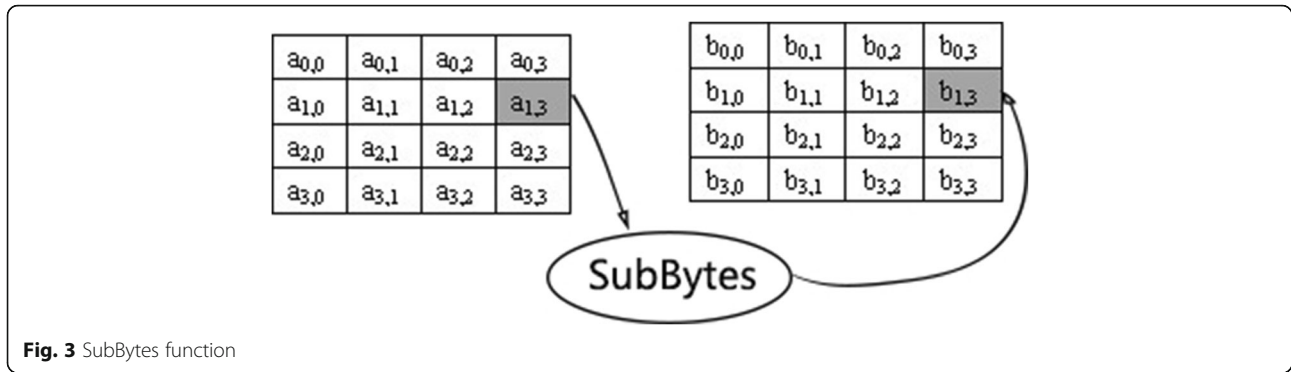 a0,0 a0,1 a0,2 a0,3
a1,0 a1,1 a1,2 a1,3
a2,0 a2,1 a2,2 a2,3
a3,0 a3,1 a3,2 a3,3
b0,0 b0,1 b0,2 b0,3
b1,0 b1,1 b1,2 b1,3
b2,0 b2,1 b2,2 b2,3
b3,0 b3,1 b3,2 b3,3
SubBytes
Fig. 3 SubBytes function